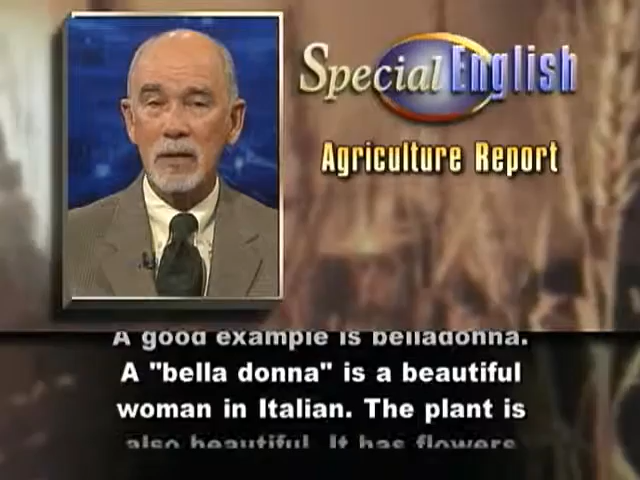 Special English
Agriculture Report
A good example is belladonna.
A "bella donna" is a beautiful
woman in Italian. The plant is
also beautiful. It has flowers